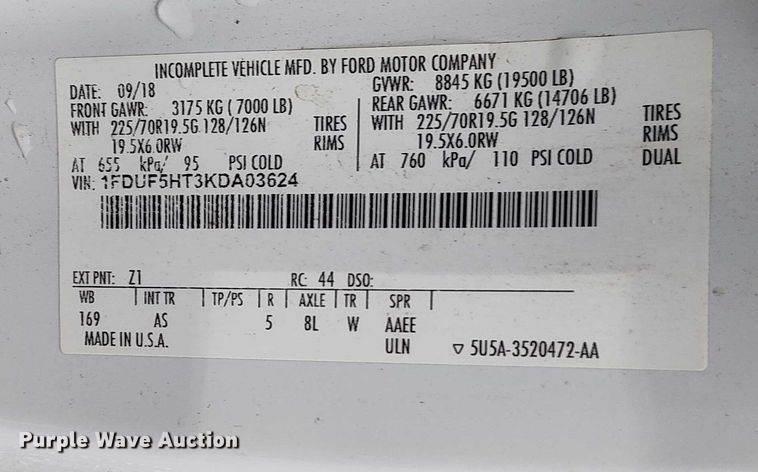 INCOMPLETE VEHICLE MFD. BY FORD MOTOR COMPANY
DATE: 09/18 GVWR: 8845 KG (19500 LB)
FRONT GAWR: 3175 KG ( 7000 LB) REAR GAWR: 6671 KG (14706 LB)
WITH 225/70R19.5G 128/126N TIRES WITH 225/70R19.5G 128/126N TIRES
19.5X6.0RW RIMS 19.5X6.0RW RIMS
AT 655 kPa/ 95 PSI COLD AT 760 kPa/ 110 PSI COLD DUAL
VIN: 1FDUF5HT3KDA03624
EXT PNT: Z1 RC: 44 DSO:
WB INT TR TP/PS R AXLE TR SPR
169 AS 5 8L W AAEE
MADE IN U.S.A. ULN ▽ 5U5A-3520472-AA
Purple Wave Auction